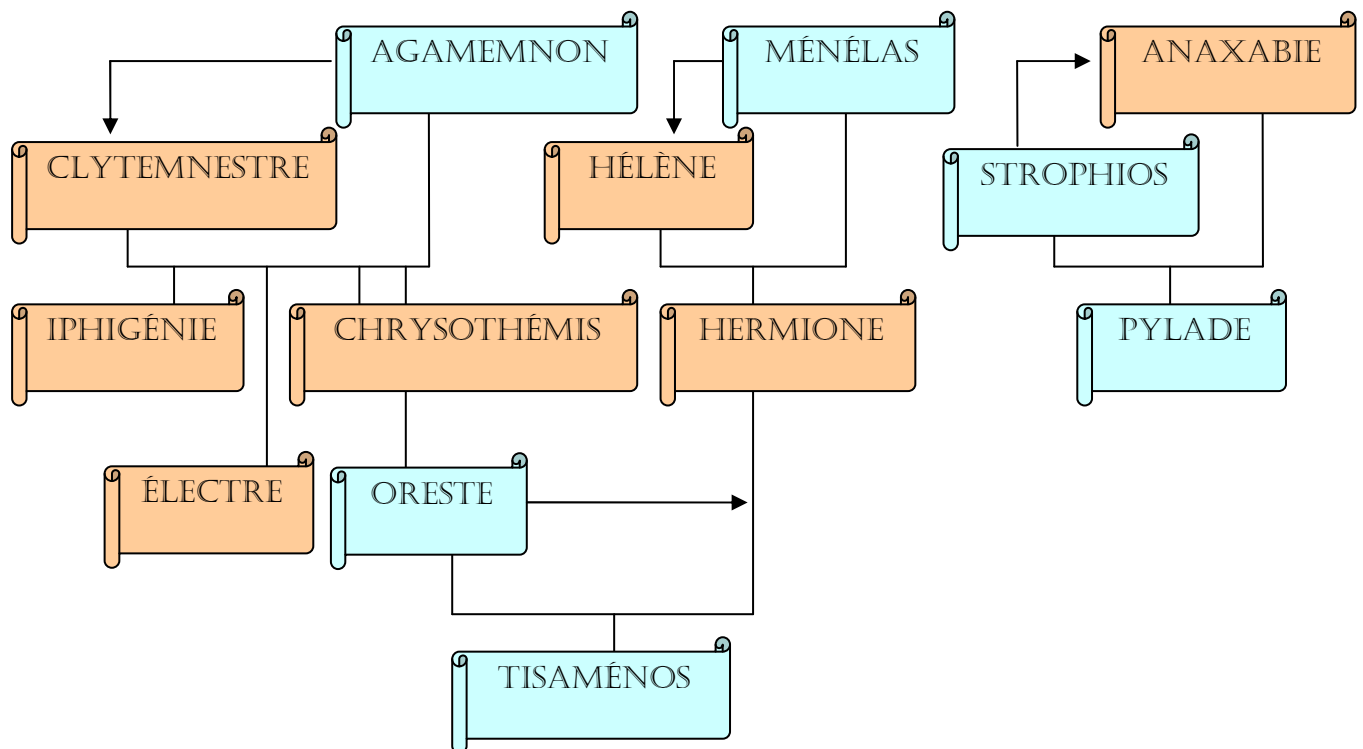 AGAMEMNON
MÉNÉLAS
ANAXABIE
CLYTEMNESTRE
HÉLÈNE
STROPHIOS
IPHIGÉNIE
CHRYSOTHÉMIS
HERMIONE
PYLADE
ÉLECTRE
ORESTE
TISAMÉNOS